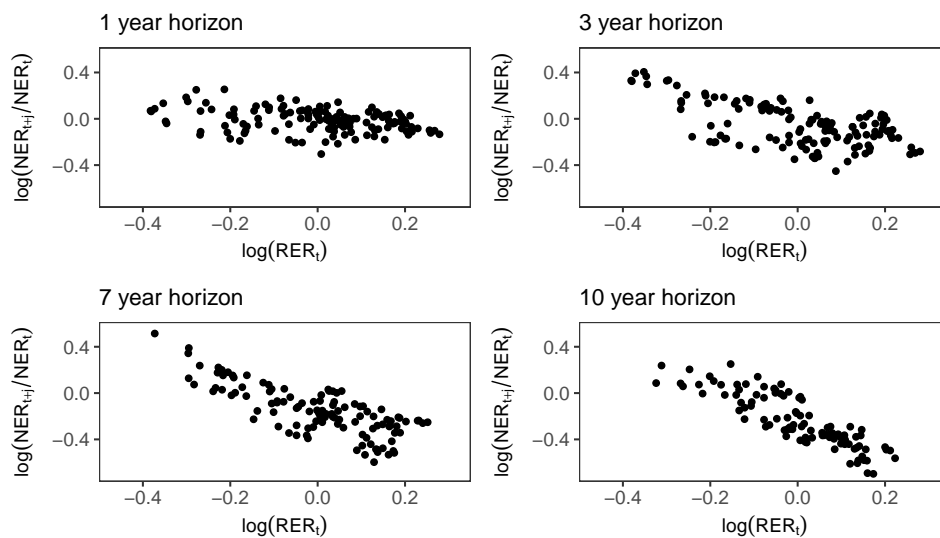 1 year horizon
log(NERₜ₊ⱼ/NERₜ)
0.4
0.0
−0.4
−0.4 −0.2 0.0 0.2
log(RERₜ)
3 year horizon
log(NERₜ₊ⱼ/NERₜ)
0.4
0.0
−0.4
−0.4 −0.2 0.0 0.2
log(RERₜ)
7 year horizon
log(NERₜ₊ⱼ/NERₜ)
0.4
0.0
−0.4
−0.4 −0.2 0.0 0.2
log(RERₜ)
10 year horizon
log(NERₜ₊ⱼ/NERₜ)
0.4
0.0
−0.4
−0.4 −0.2 0.0 0.2
log(RERₜ)